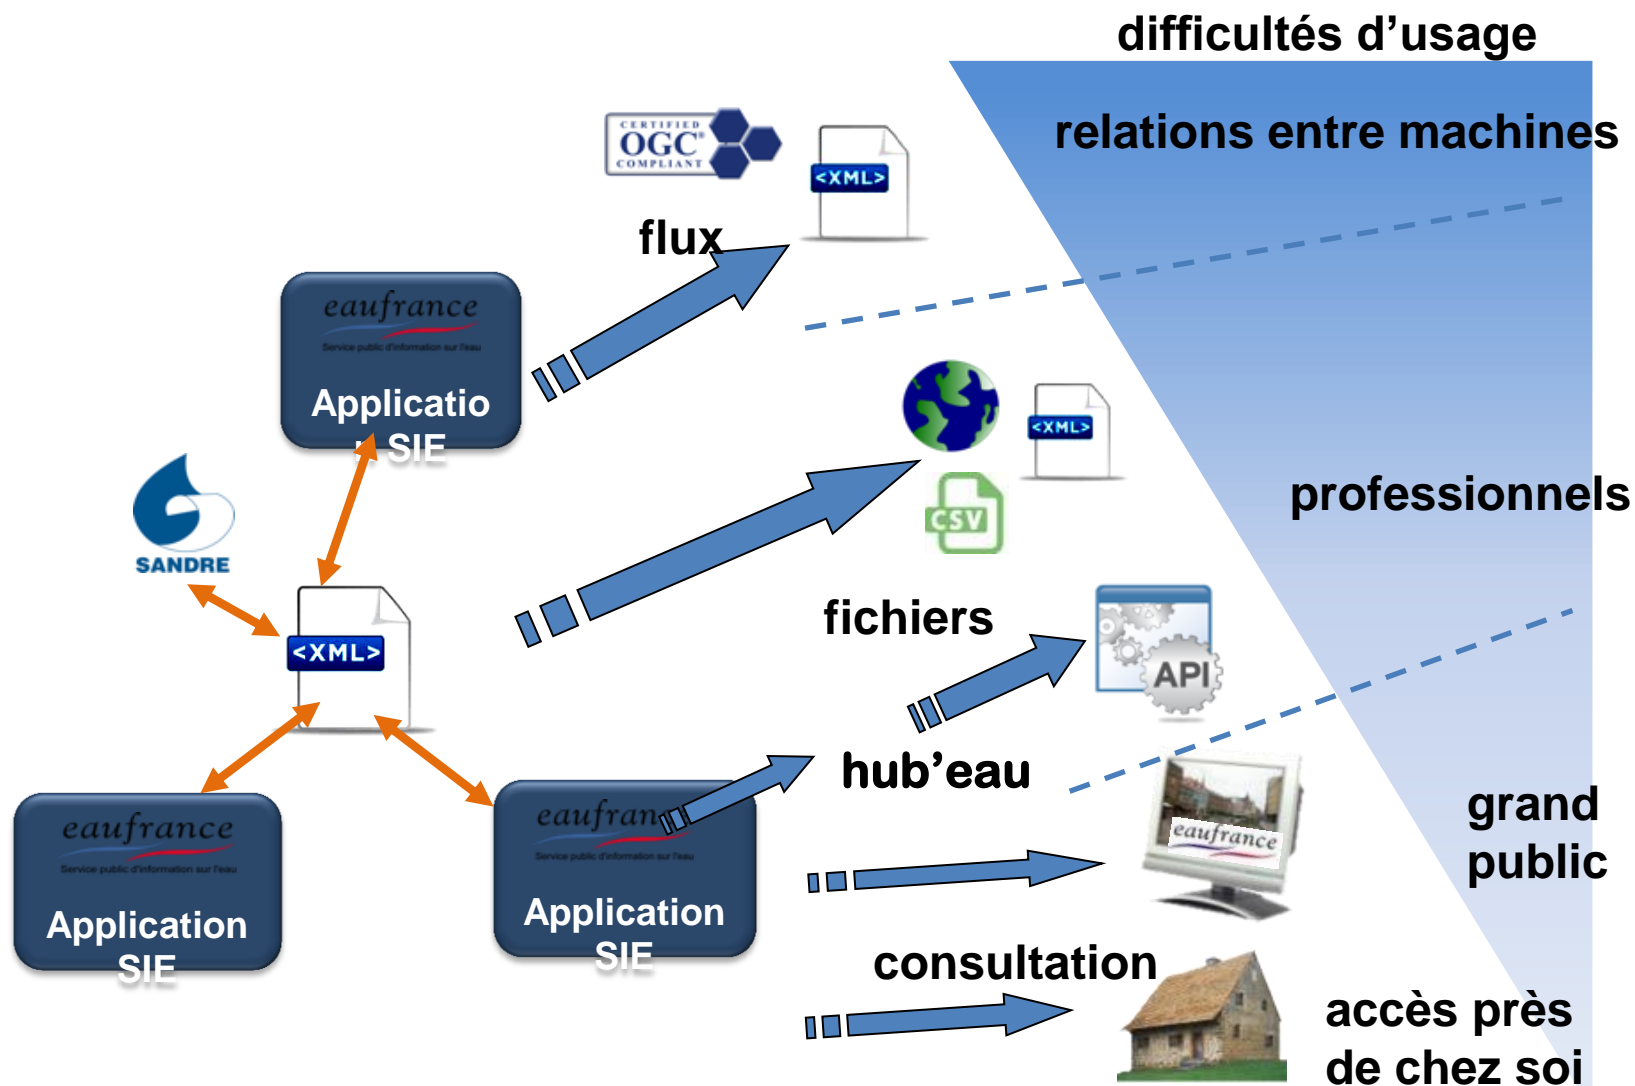 difficultés d’usage
relations entre machines
CERTIFIED
OGC®
COMPLIANT
<XML>
flux
eaufrance
Service public d'information sur l'eau
Applicatio
n SIE
<XML>
CSV
professionnels
SANDRE
fichiers
<XML>
API
hub’eau
eaufrance
grand
public
eaufrance
Service public d'information sur l'eau
Application
SIE
eaufran
Service public d'information sur l'eau
Application
SIE
consultation
accès près
de chez soi